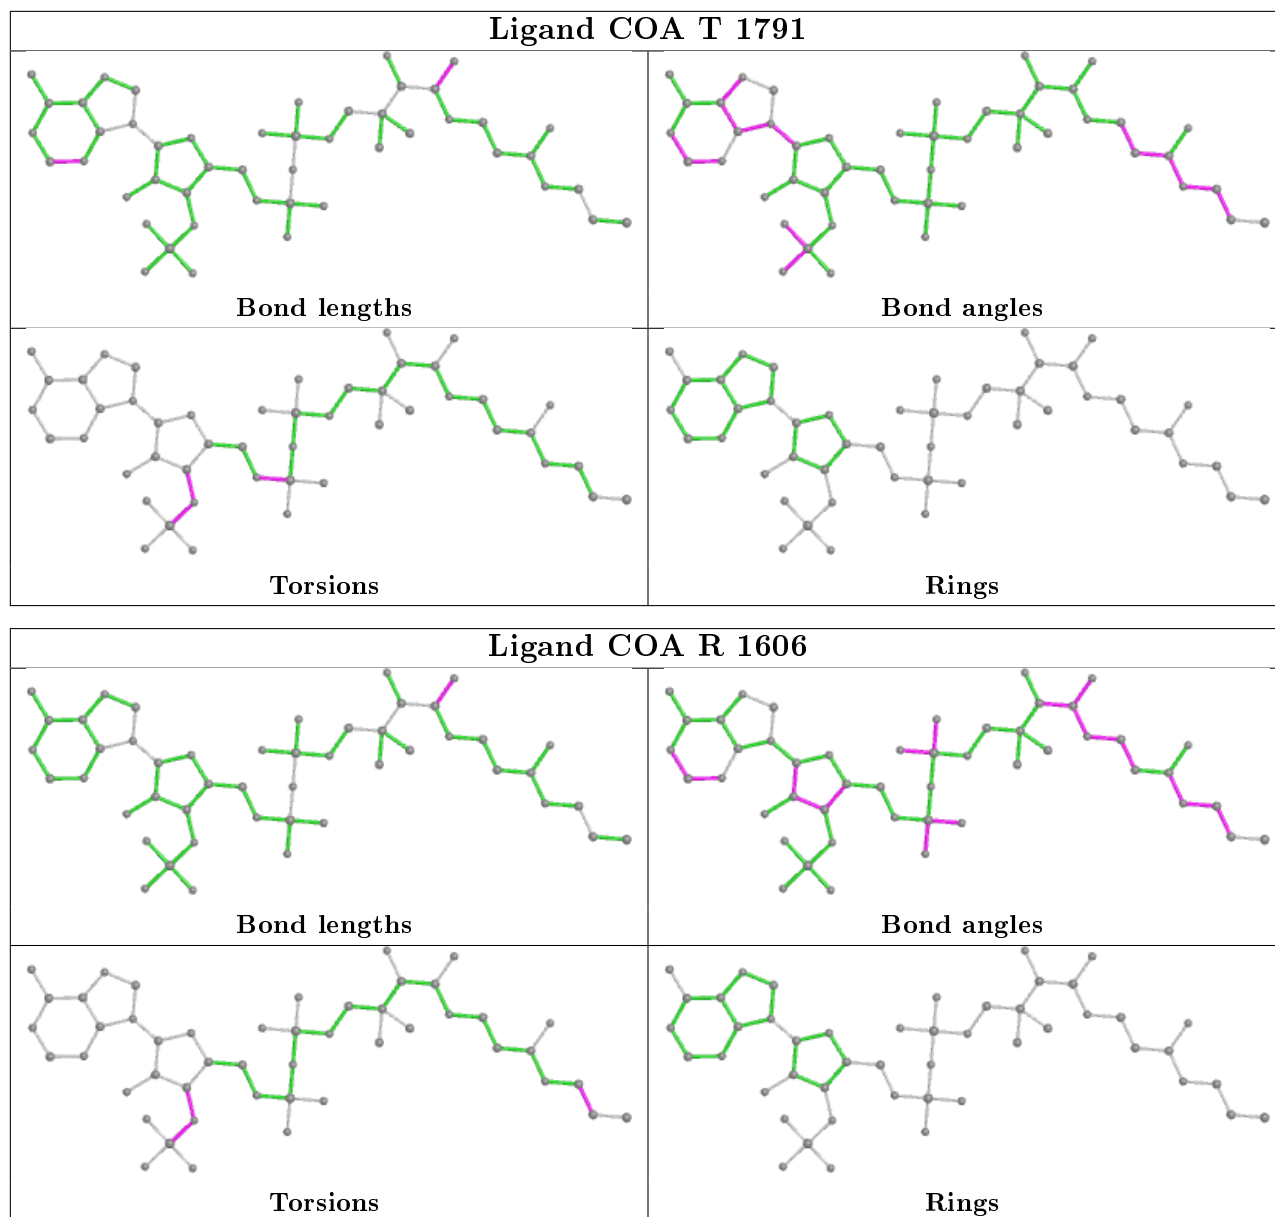 Ligand COA T 1791
Bond lengths
Bond angles
Torsions
Rings
Ligand COA R 1606
Bond lengths
Bond angles
Torsions
Rings